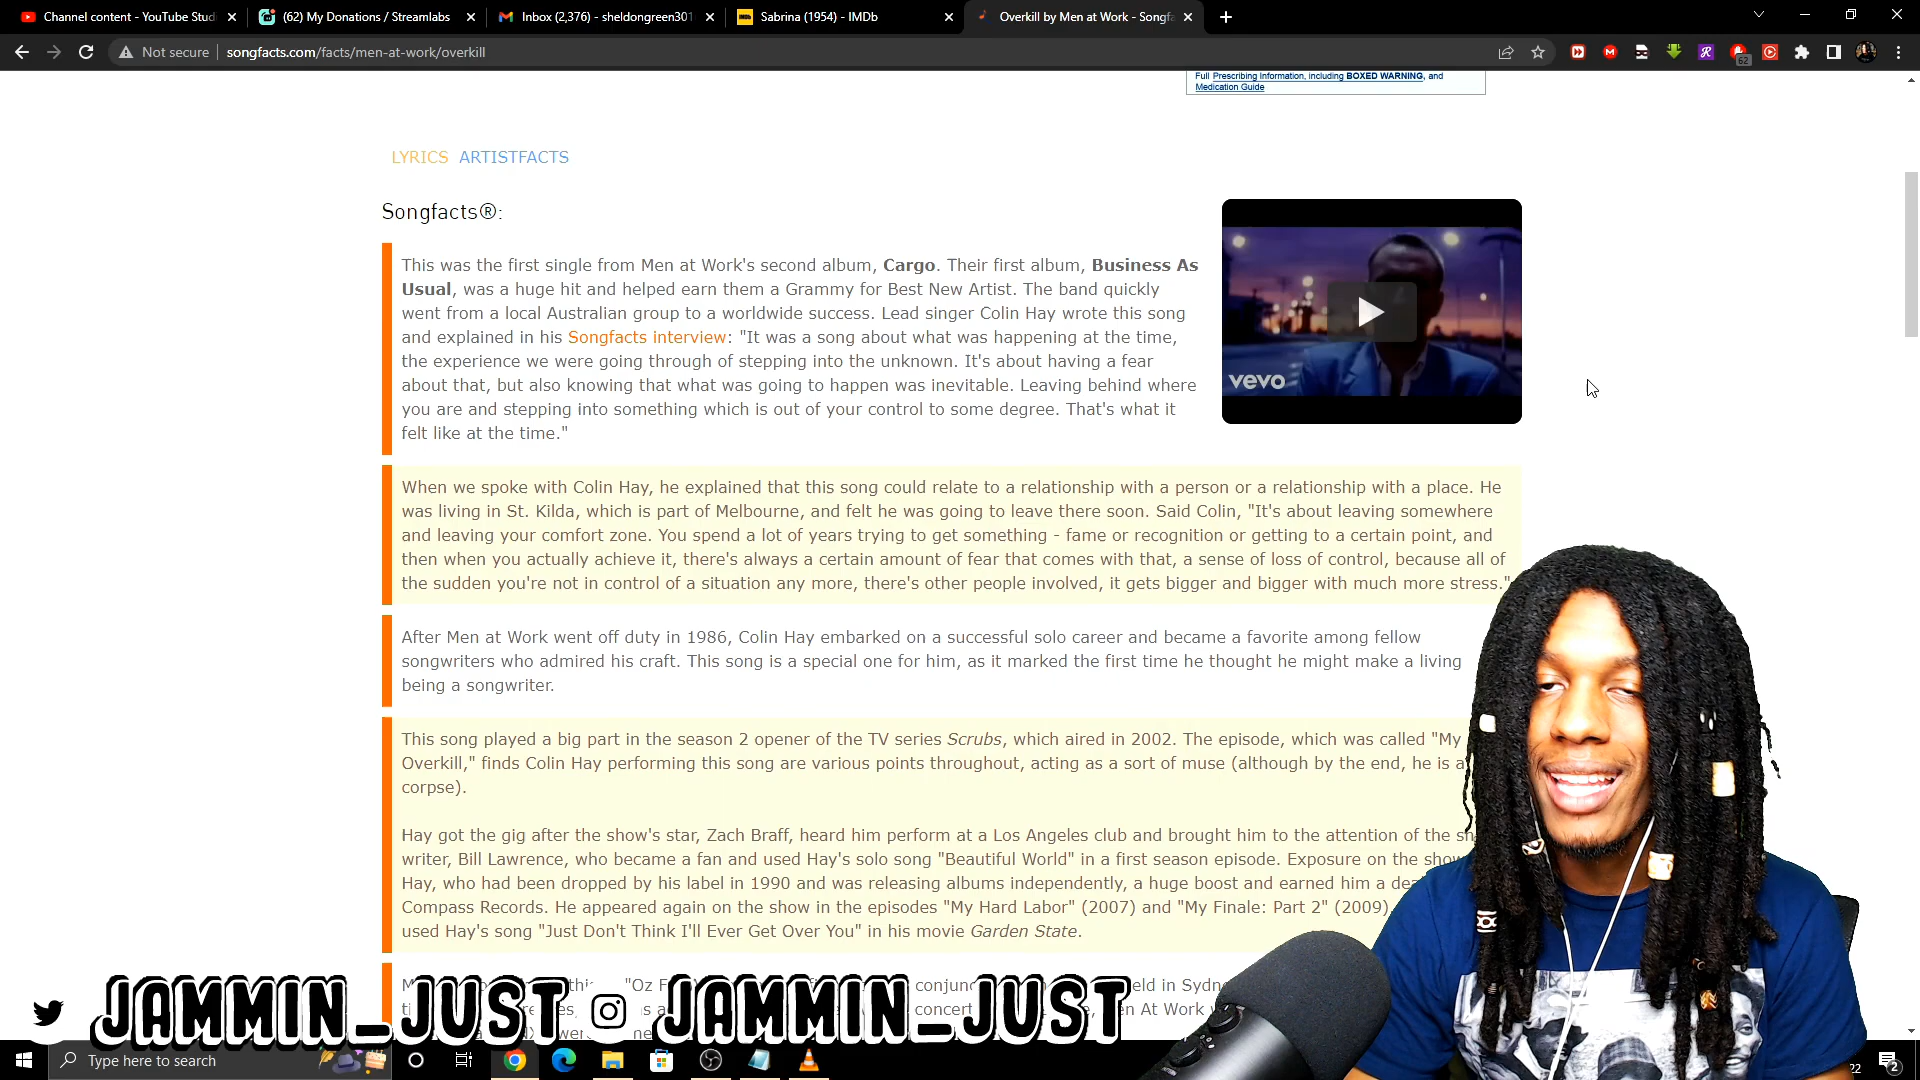 Channel content - YouTube Studi
(62) My Donations / Streamlabs
Inbox (2,376) - sheldongreen301
Sabrina (1954) - IMDb
Overkill by Men at Work - Songfa
Not secure songfacts.com/facts/men-at-work/overkill
62
Full Prescribing Information, including BOXED WARNING, and
Medication Guide
LYRICS ARTISTFACTS
Songfacts®:
This was the first single from Men at Work's second album, Cargo. Their first album, Business As
Usual, was a huge hit and helped earn them a Grammy for Best New Artist. The band quickly
went from a local Australian group to a worldwide success. Lead singer Colin Hay wrote this song
and explained in his Songfacts interview: "It was a song about what was happening at the time,
the experience we were going through of stepping into the unknown. It's about having a fear
about that, but also knowing that what was going to happen was inevitable. Leaving behind where
you are and stepping into something which is out of your control to some degree. That's what it
felt like at the time."
vevo
When we spoke with Colin Hay, he explained that this song could relate to a relationship with a person or a relationship with a place. He
was living in St. Kilda, which is part of Melbourne, and felt he was going to leave there soon. Said Colin, "It's about leaving somewhere
and leaving your comfort zone. You spend a lot of years trying to get something - fame or recognition or getting to a certain point, and
then when you actually achieve it, there's always a certain amount of fear that comes with that, a sense of loss of control, because all of
the sudden you're not in control of a situation any more, there's other people involved, it gets bigger and bigger with much more stress."
After Men at Work went off duty in 1986, Colin Hay embarked on a successful solo career and became a favorite among fellow
songwriters who admired his craft. This song is a special one for him, as it marked the first time he thought he might make a living
being a songwriter.
This song played a big part in the season 2 opener of the TV series Scrubs, which aired in 2002. The episode, which was called "My
Overkill," finds Colin Hay performing this song are various points throughout, acting as a sort of muse (although by the end, he is a
corpse).
Hay got the gig after the show's star, Zach Braff, heard him perform at a Los Angeles club and brought him to the attention of the
writer, Bill Lawrence, who became a fan and used Hay's solo song "Beautiful World" in a first season episode. Exposure on the show
Hay, who had been dropped by his label in 1990 and was releasing albums independently, a huge boost and earned him a
Compass Records. He appeared again on the show in the episodes "My Hard Labor" (2007) and "My Finale: Part 2" (2009).
used Hay's song "Just Don't Think I'll Ever Get Over You" in his movie Garden State.
"Oz held in
concert Men At Work
JAMMIN_JUST JAMMIN_JUST
Type here to search
22
2